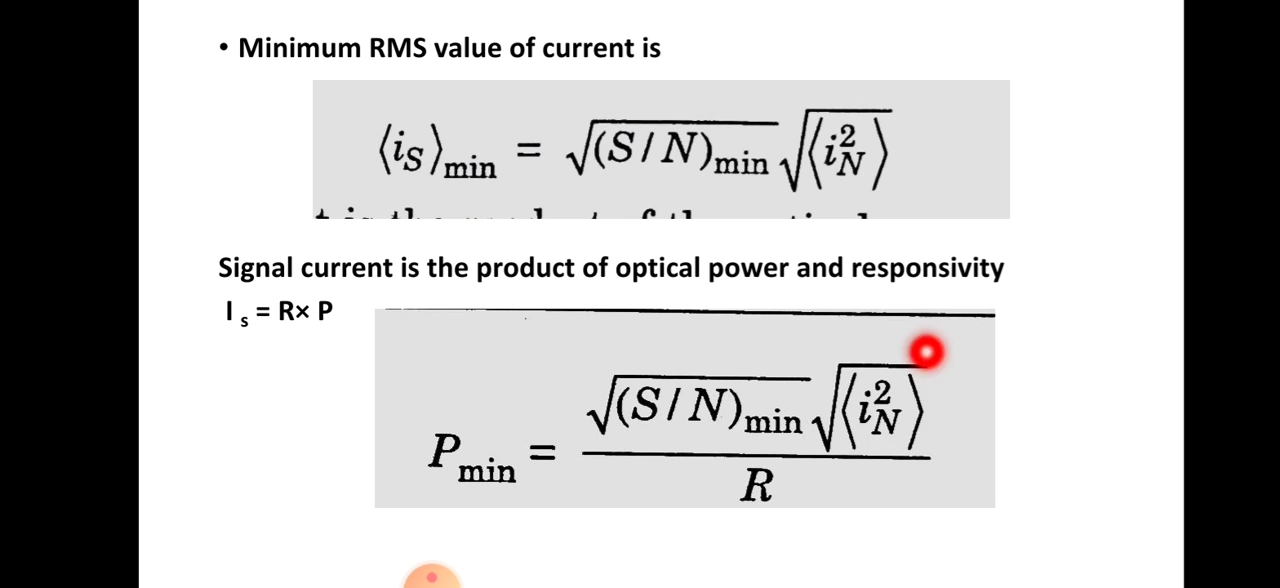 • Minimum RMS value of current is
⟨i_S⟩_min = √(S/N)_min √⟨i_N^2⟩
Signal current is the product of optical power and responsivity
I_s = R× P
P_min = √(S/N)_min √⟨i_N^2⟩ / R